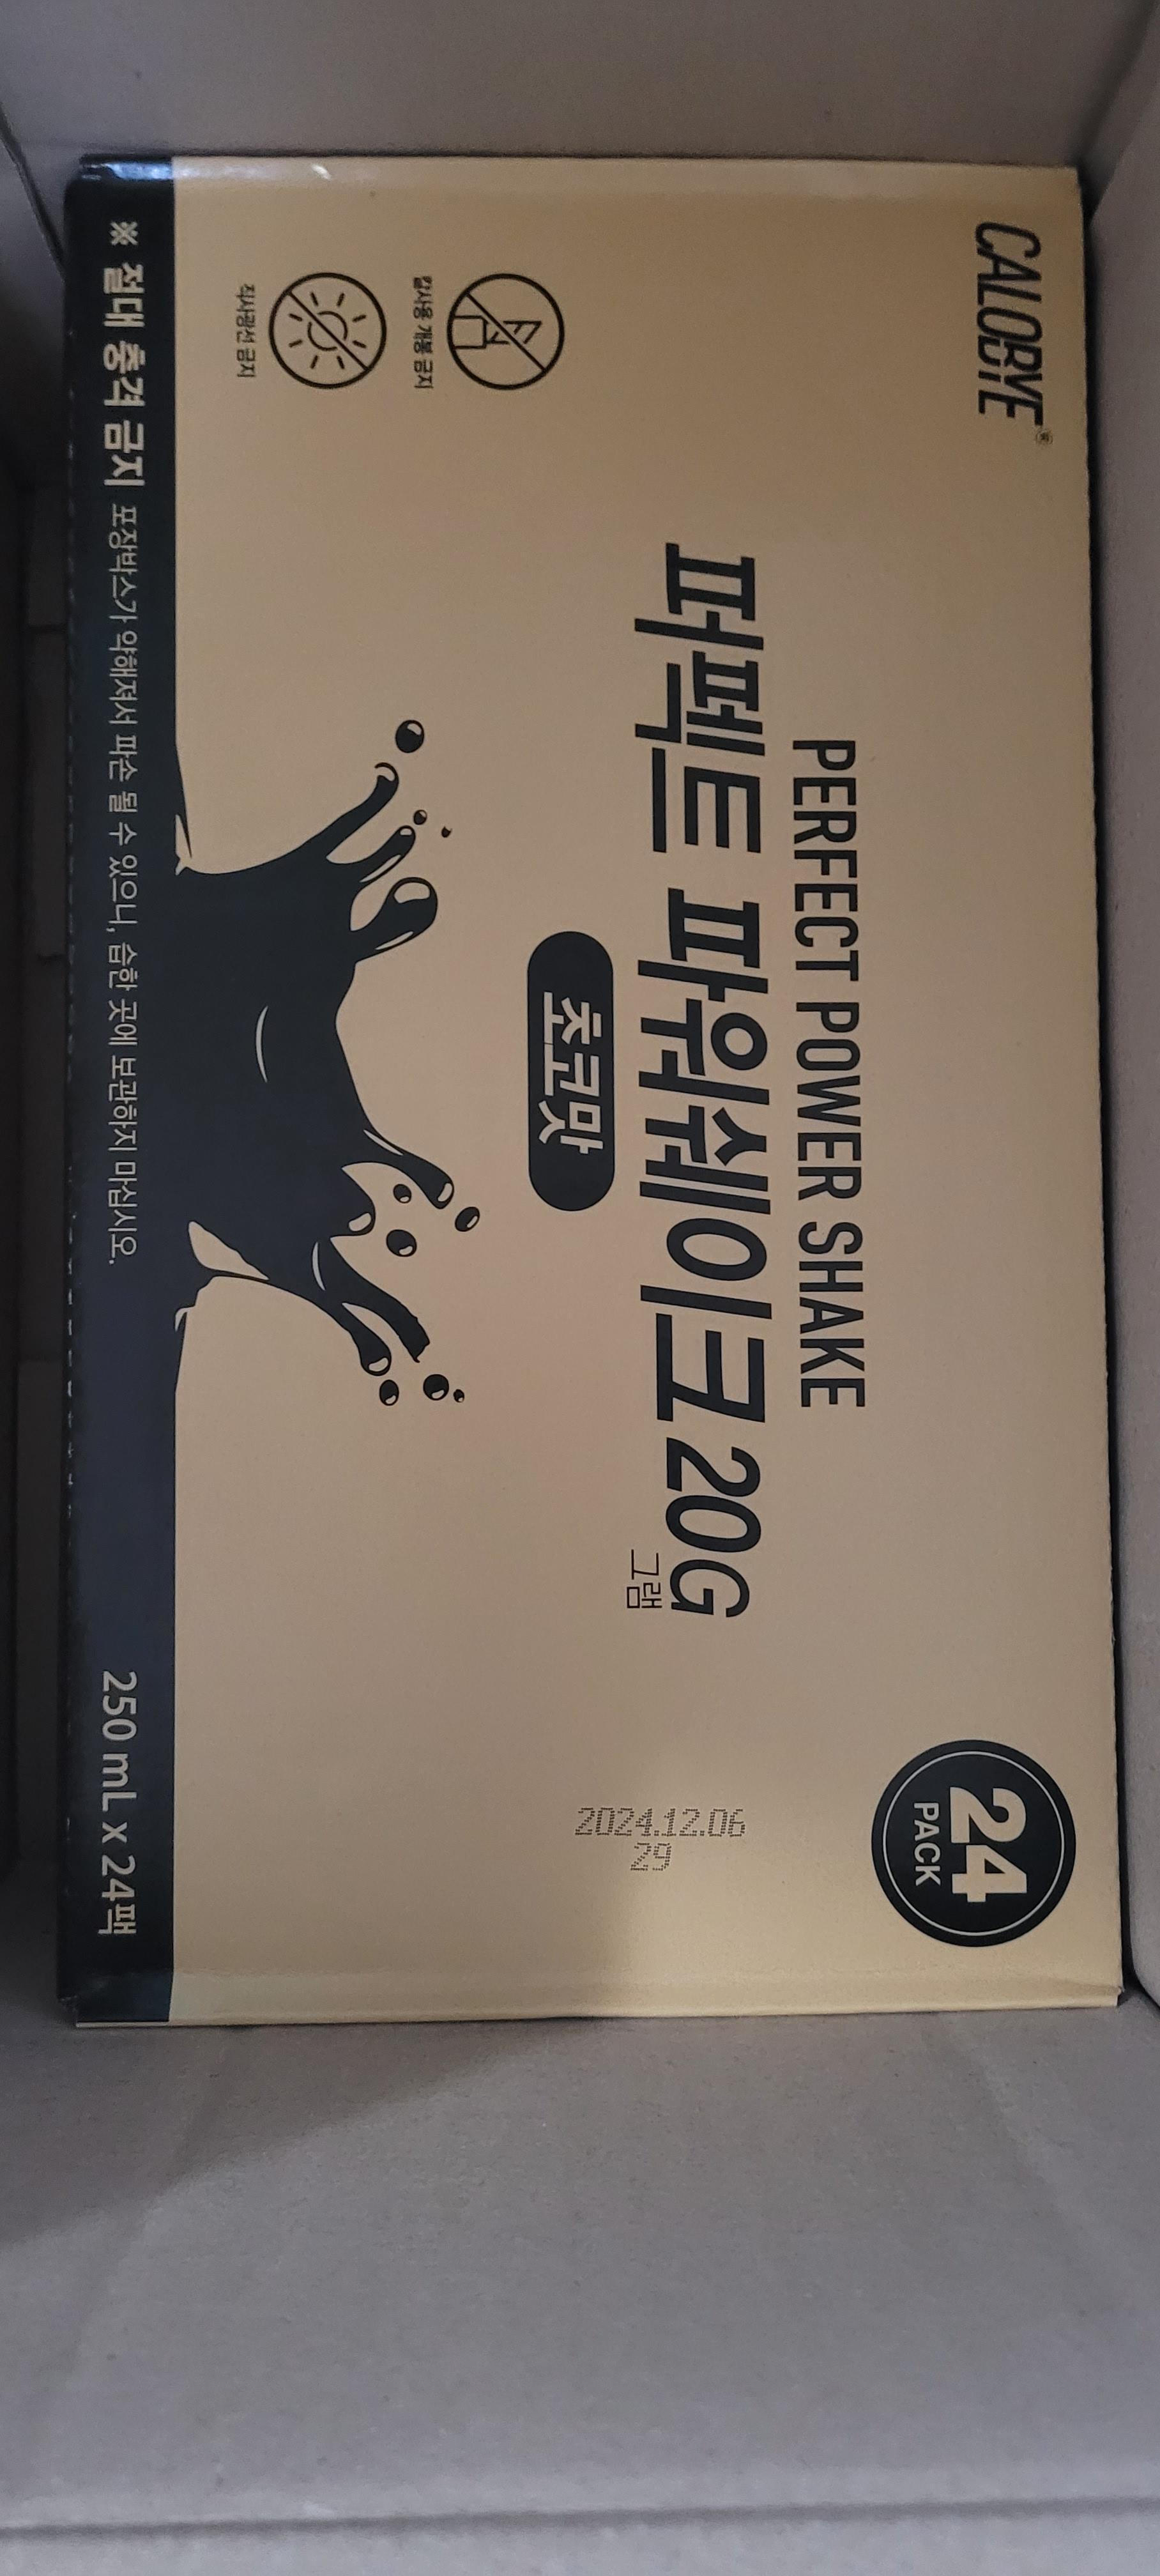 CALOBYE®
24
PACK
PERFECT POWER SHAKE
퍼펙트 파워쉐이크 20G
그램
초코맛
2024.12.06
29
칼사용 개봉 금지
직사광선 금지
※ 절대 충격 금지 포장박스가 약해져서 파손 될 수 있으니, 습한 곳에 보관하지 마십시오.
250 mL x 24팩